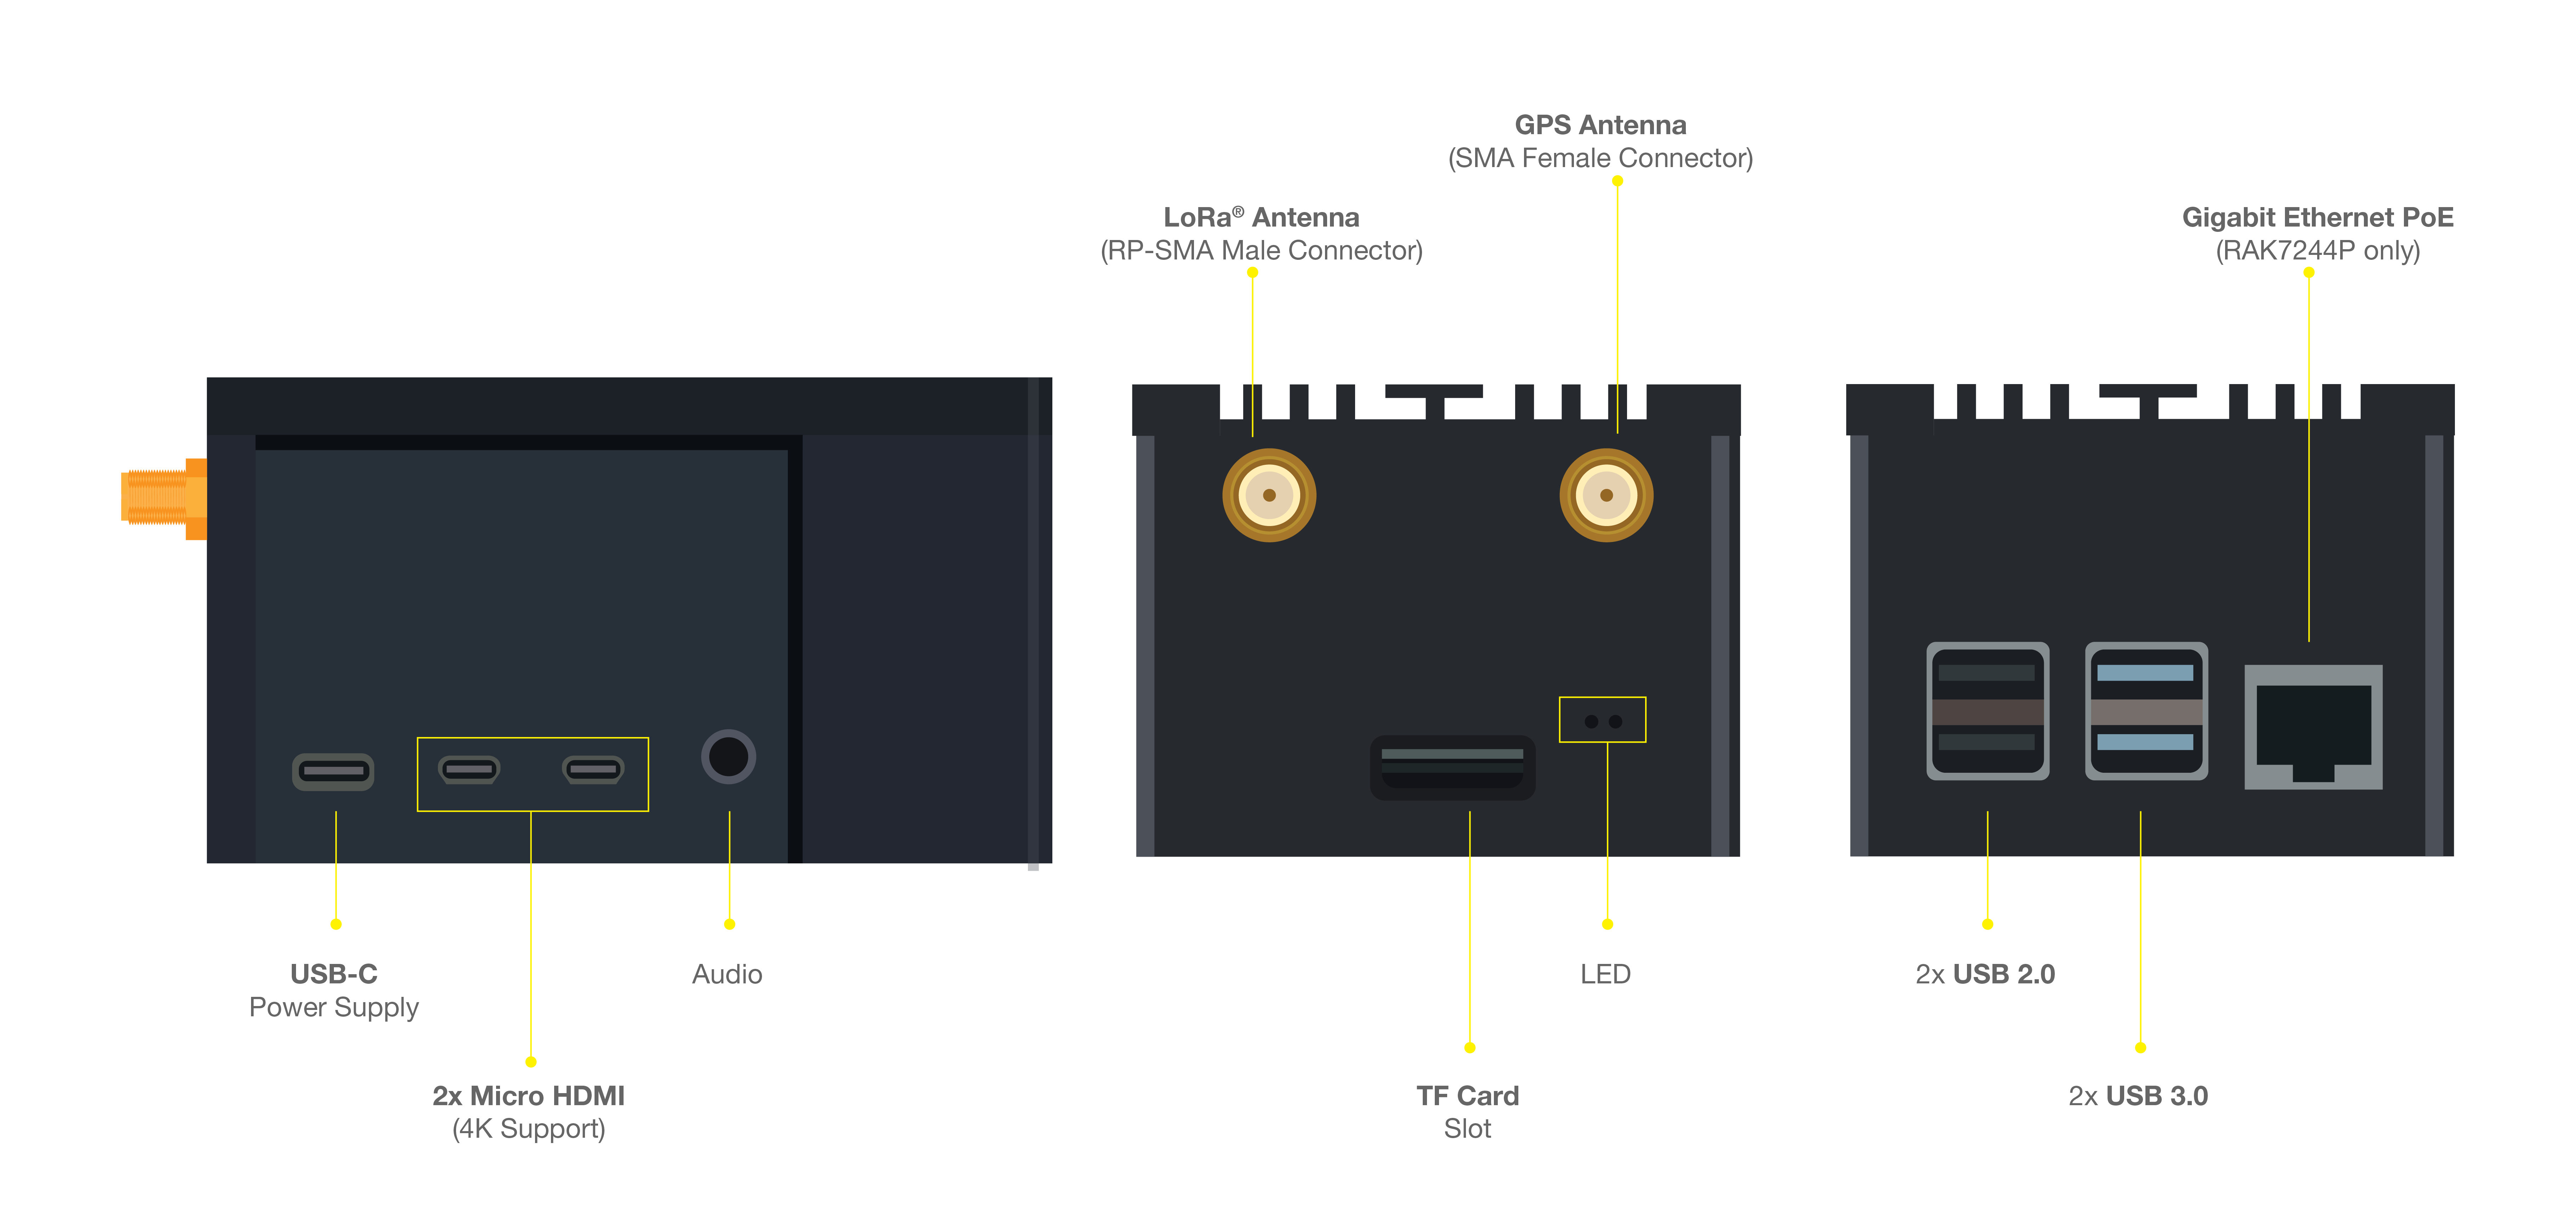 GPS Antenna
(SMA Female Connector)
LoRa® Antenna
(RP-SMA Male Connector)
Gigabit Ethernet PoE
(RAK7244P only)
USB-C
Power Supply
Audio
LED
2x USB 2.0
2x Micro HDMI
(4K Support)
TF Card
Slot
2x USB 3.0